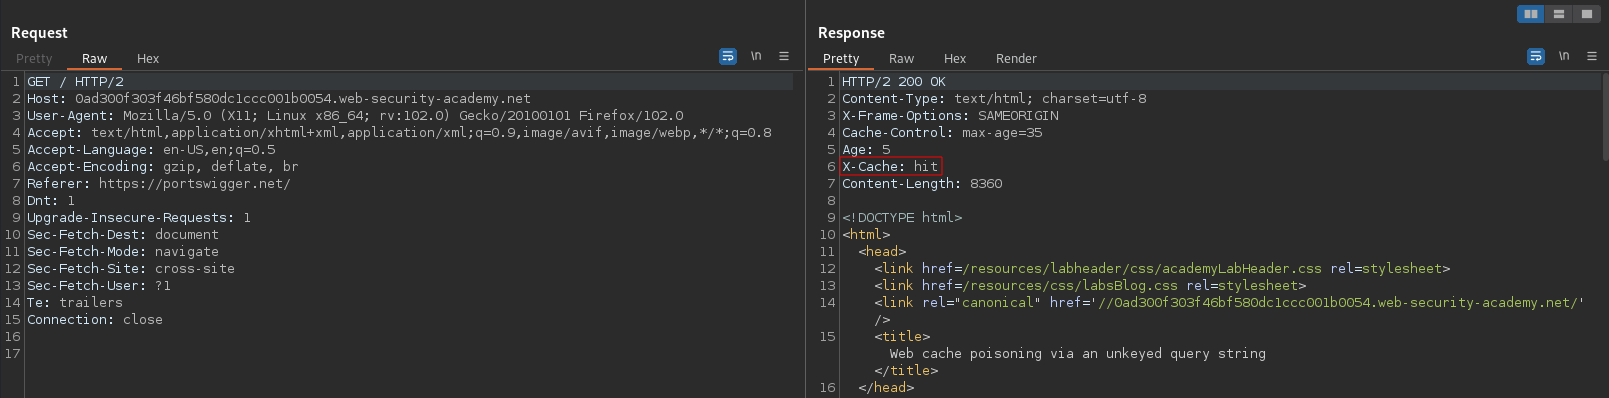 Request
Pretty Raw Hex
\n
1 GET / HTTP/2
2 Host: 0ad300f303f46bf580dc1ccc001b0054.web-security-academy.net
3 User-Agent: Mozilla/5.0 (X11; Linux x86_64; rv:102.0) Gecko/20100101 Firefox/102.0
4 Accept: text/html,application/xhtml+xml,application/xml;q=0.9,image/avif,image/webp,*/*;q=0.8
5 Accept-Language: en-US,en;q=0.5
6 Accept-Encoding: gzip, deflate, br
7 Referer: https://portswigger.net/
8 Dnt: 1
9 Upgrade-Insecure-Requests: 1
10 Sec-Fetch-Dest: document
11 Sec-Fetch-Mode: navigate
12 Sec-Fetch-Site: cross-site
13 Sec-Fetch-User: ?1
14 Te: trailers
15 Connection: close
16
17
Response
Pretty Raw Hex Render
\n
1 HTTP/2 200 OK
2 Content-Type: text/html; charset=utf-8
3 X-Frame-Options: SAMEORIGIN
4 Cache-Control: max-age=35
5 Age: 5
6 X-Cache: hit
7 Content-Length: 8360
8
9 <!DOCTYPE html>
10 <html>
11 <head>
12 <link href=/resources/labheader/css/academyLabHeader.css rel=stylesheet>
13 <link href=/resources/css/labsBlog.css rel=stylesheet>
14 <link rel="canonical" href='//0ad300f303f46bf580dc1ccc001b0054.web-security-academy.net/'
/>
15 <title>
Web cache poisoning via an unkeyed query string
</title>
16 </head>